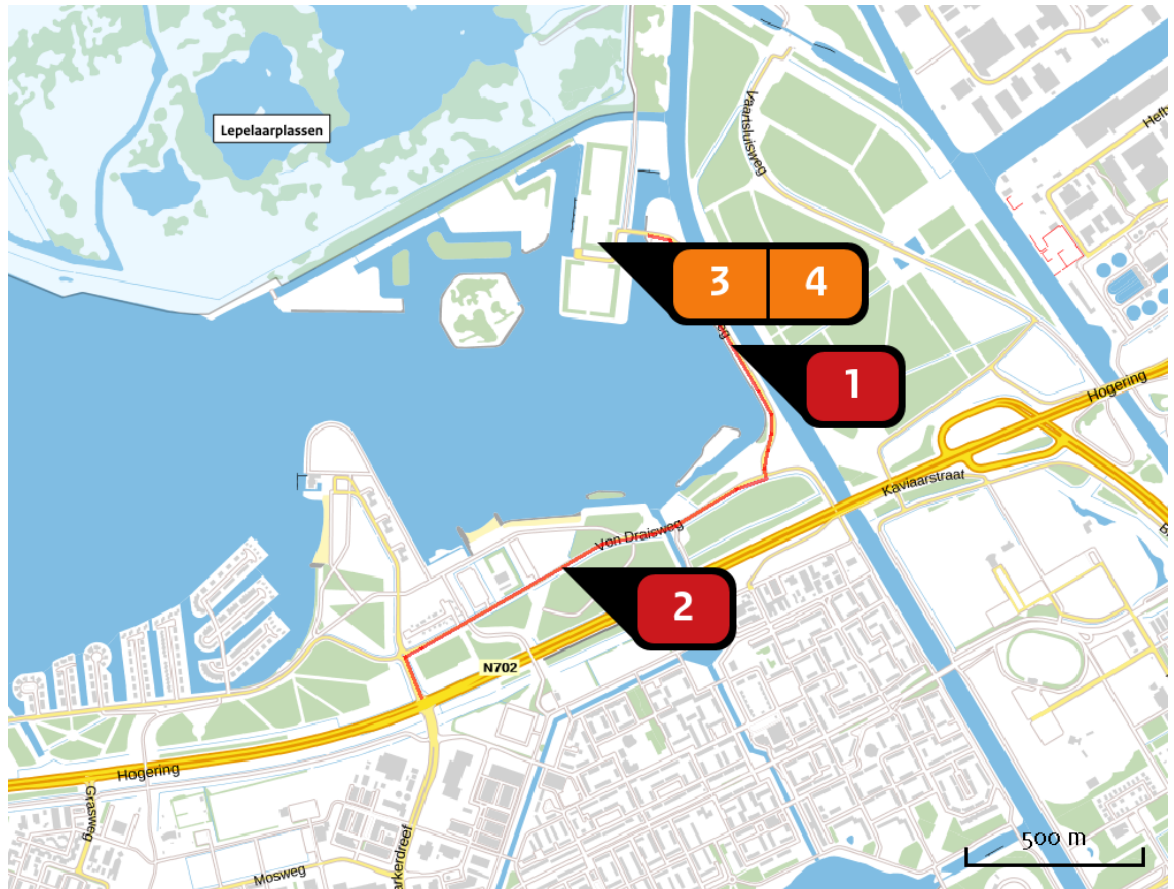 Lepelaarplassen
Vaartsluisweg
3
4
1
Hogering
Kaviaarstraat
Von Draisweg
2
N702
Hogering
Grasweg
Mosweg
500 m